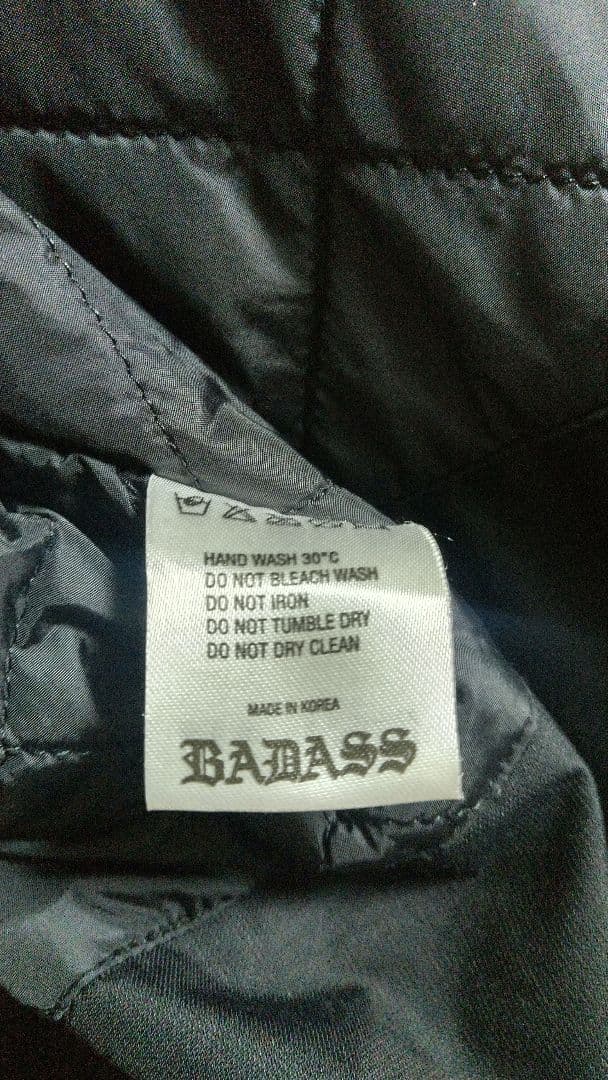 HAND WASH 30°C
DO NOT BLEACH WASH
DO NOT IRON
DO NOT TUMBLE DRY
DO NOT DRY CLEAN
MADE IN KOREA
BADASS